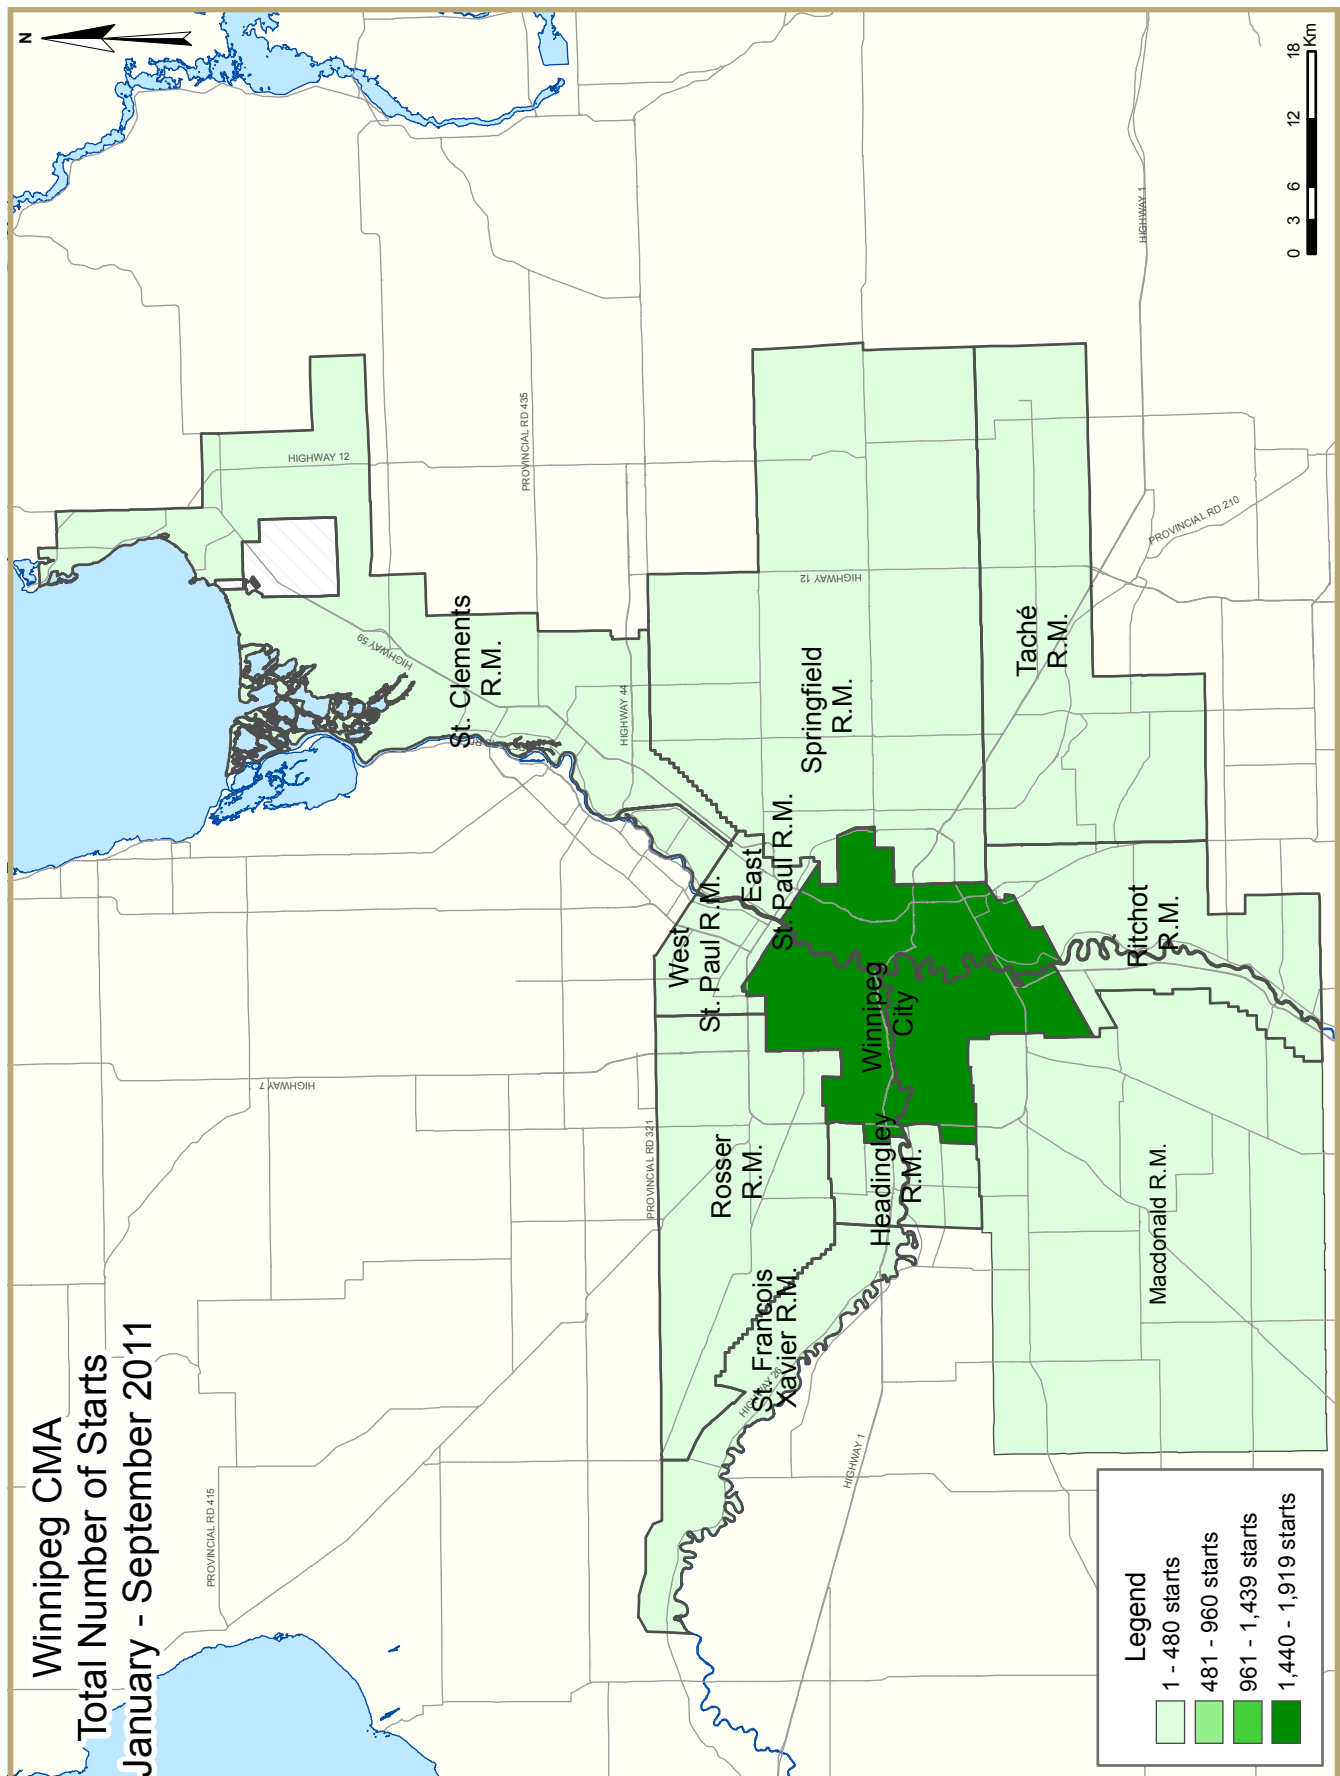 Winnipeg CMA
Total Number of Starts
January - September 2011
N
PROVINCIAL RD 415
HIGHWAY 7
PROVINCIAL RD 321
HIGHWAY 12
HIGHWAY 59
PROVINCIAL RD 435
HIGHWAY 44
St. Clements
R.M.
West
St. Paul R.M.
East
St. Paul R.M.
Springfield
R.M.
HIGHWAY 12
Rosser
R.M.
St. Francois
Xavier R.M.
HIGHWAY 26
Headingley
R.M.
Winnipeg
City
HIGHWAY 1
Taché
R.M.
HIGHWAY 1
PROVINCIAL RD 210
Ritchot
R.M.
Macdonald R.M.
Legend
1 - 480 starts
481 - 960 starts
961 - 1,439 starts
1,440 - 1,919 starts
0 3 6 12 18
Km